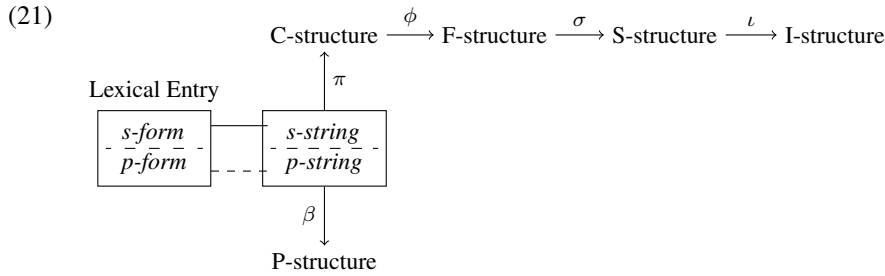 (21)
ϕ σ ι
C-structure F-structure S-structure I-structure
π
Lexical Entry
s-form s-string
p-form p-string
β
P-structure